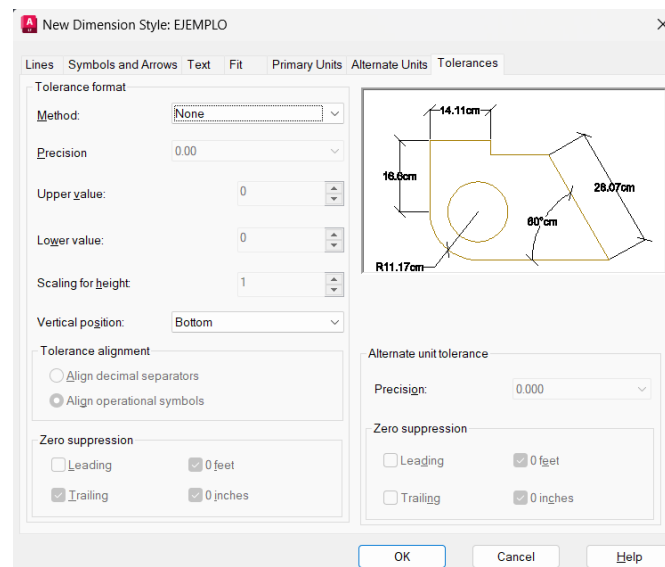 New Dimension Style: EJEMPLO
Lines Symbols and Arrows Text Fit Primary Units Alternate Units Tolerances
Tolerance format
Method: None
Precision 0.00
Upper value: 0
Lower value: 0
Scaling for height: 1
Vertical position: Bottom
Tolerance alignment
Align decimal separators
Align operational symbols
Zero suppression
Leading 0 feet
Trailing 0 inches
14.11cm
16.6cm
28.07cm
60°cm
R11.17cm
Alternate unit tolerance
Precision: 0.000
Zero suppression
Leading 0 feet
Trailing 0 inches
OK Cancel Help